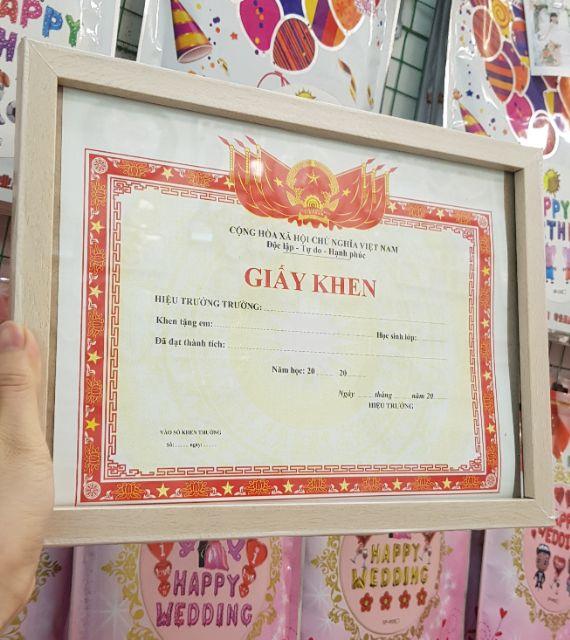 HAPPY
CỘNG HÒA XÃ HỘI CHỦ NGHĨA VIỆT NAM
Độc lập - Tự do - Hạnh phúc
GIẤY KHEN
HIỆU TRƯỞNG TRƯỜNG:
Khen tặng em: Học sinh lớp:
Đã đạt thành tích:
Năm học: 20 20
Ngày tháng năm 20
HIỆU TRƯỞNG
VÀO SỔ KHEN THƯỞNG
Số: ngày:
HAPPY
WEDDING
HAPPY
WEDDING
WEDDING